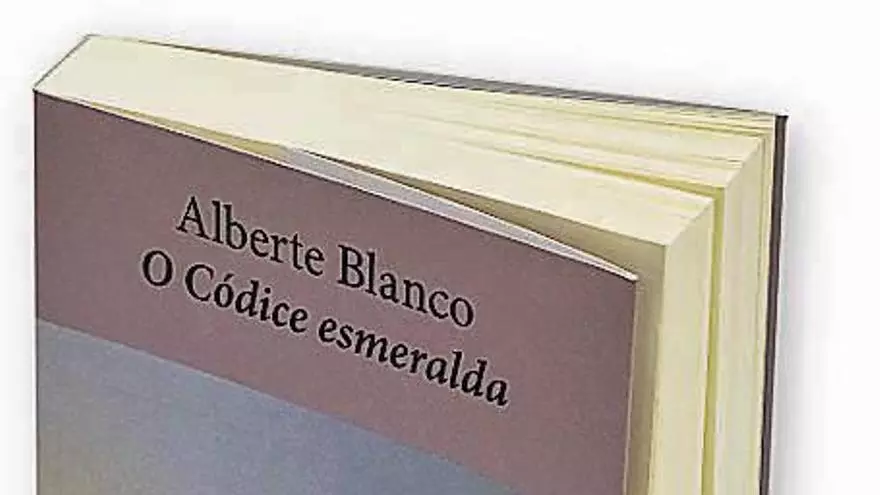 Alberte Blanco
O Códice esmeralda